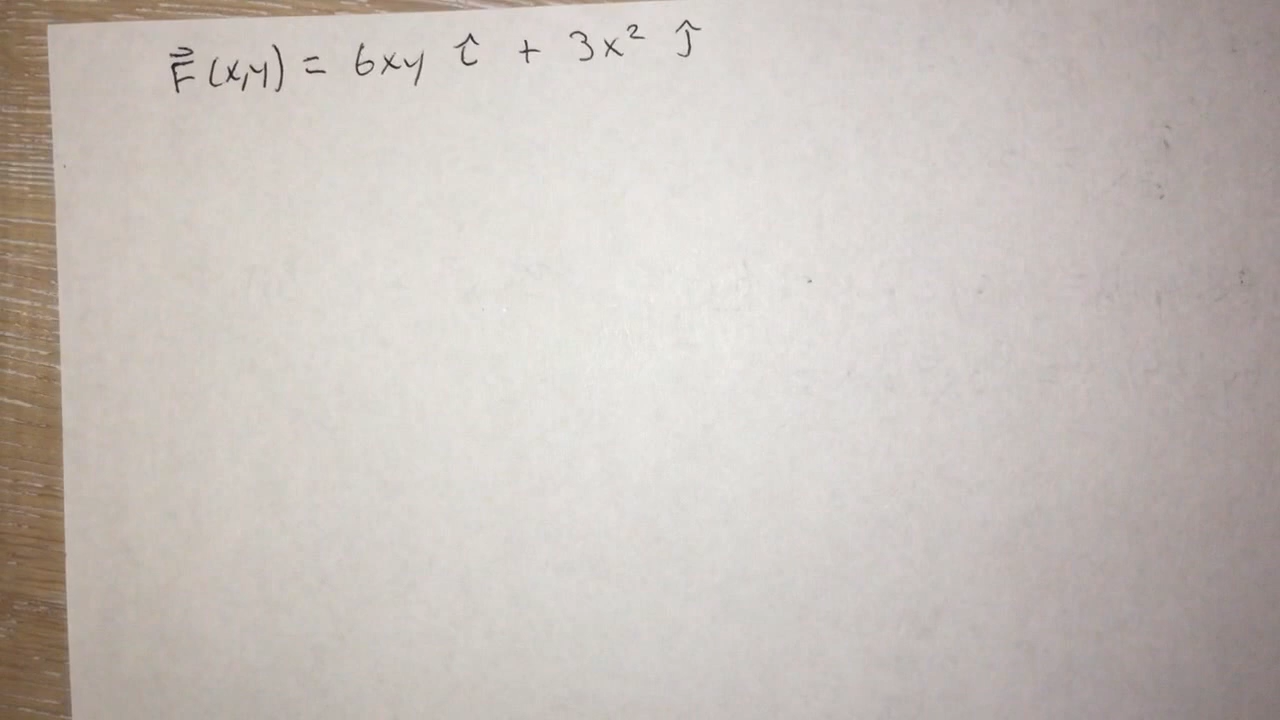 F⃗(x,y) = 6xy î + 3x² ĵ